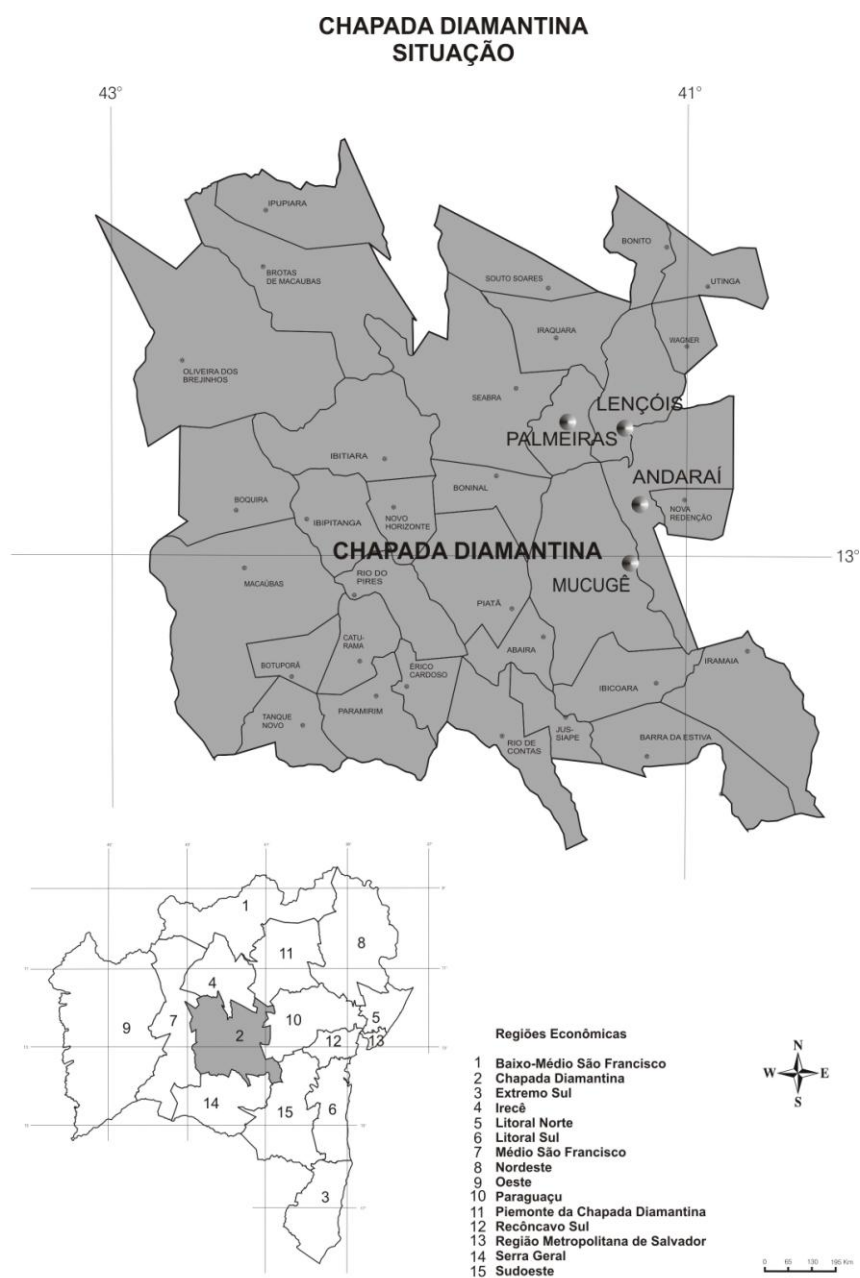 CHAPADA DIAMANTINA
SITUAÇÃO
43°
41°
IPUPIARA
BONITO
BROTAS
DE MACAUBAS
SOUTO SOARES
UTINGA
IRAQUARA
WAGNER
OLIVEIRA DOS
BREJINHOS
SEABRA
LENÇÓIS
PALMEIRAS
IBITIARA
ANDARAÍ
BONINAL
BOQUIRA
NOVO
HORIZONTE
NOVA
REDENÇÃO
IBIPITANGA
CHAPADA DIAMANTINA
13°
RIO DO
PIRES
MACAÚBAS
MUCUGÊ
PIATÃ
CATU-
RAMA
ABAIRA
IRAMAIA
BOTUPORÃ
ÉRICO
CARDOSO
IBICOARA
PARAMIRIM
TANQUE
NOVO
JUS-
SIAPE
RIO DE
CONTAS
BARRA DA ESTIVA
1
11
8
4
9
7
2
10
5
12
13
14
15
6
3
Regiões Econômicas
1 Baixo-Médio São Francisco
2 Chapada Diamantina
3 Extremo Sul
4 Irecê
5 Litoral Norte
6 Litoral Sul
7 Médio São Francisco
8 Nordeste
9 Oeste
10 Paraguaçu
11 Piemonte da Chapada Diamantina
12 Recôncavo Sul
13 Região Metropolitana de Salvador
14 Serra Geral
15 Sudoeste
N
W E
S
0 65 130 195 Km